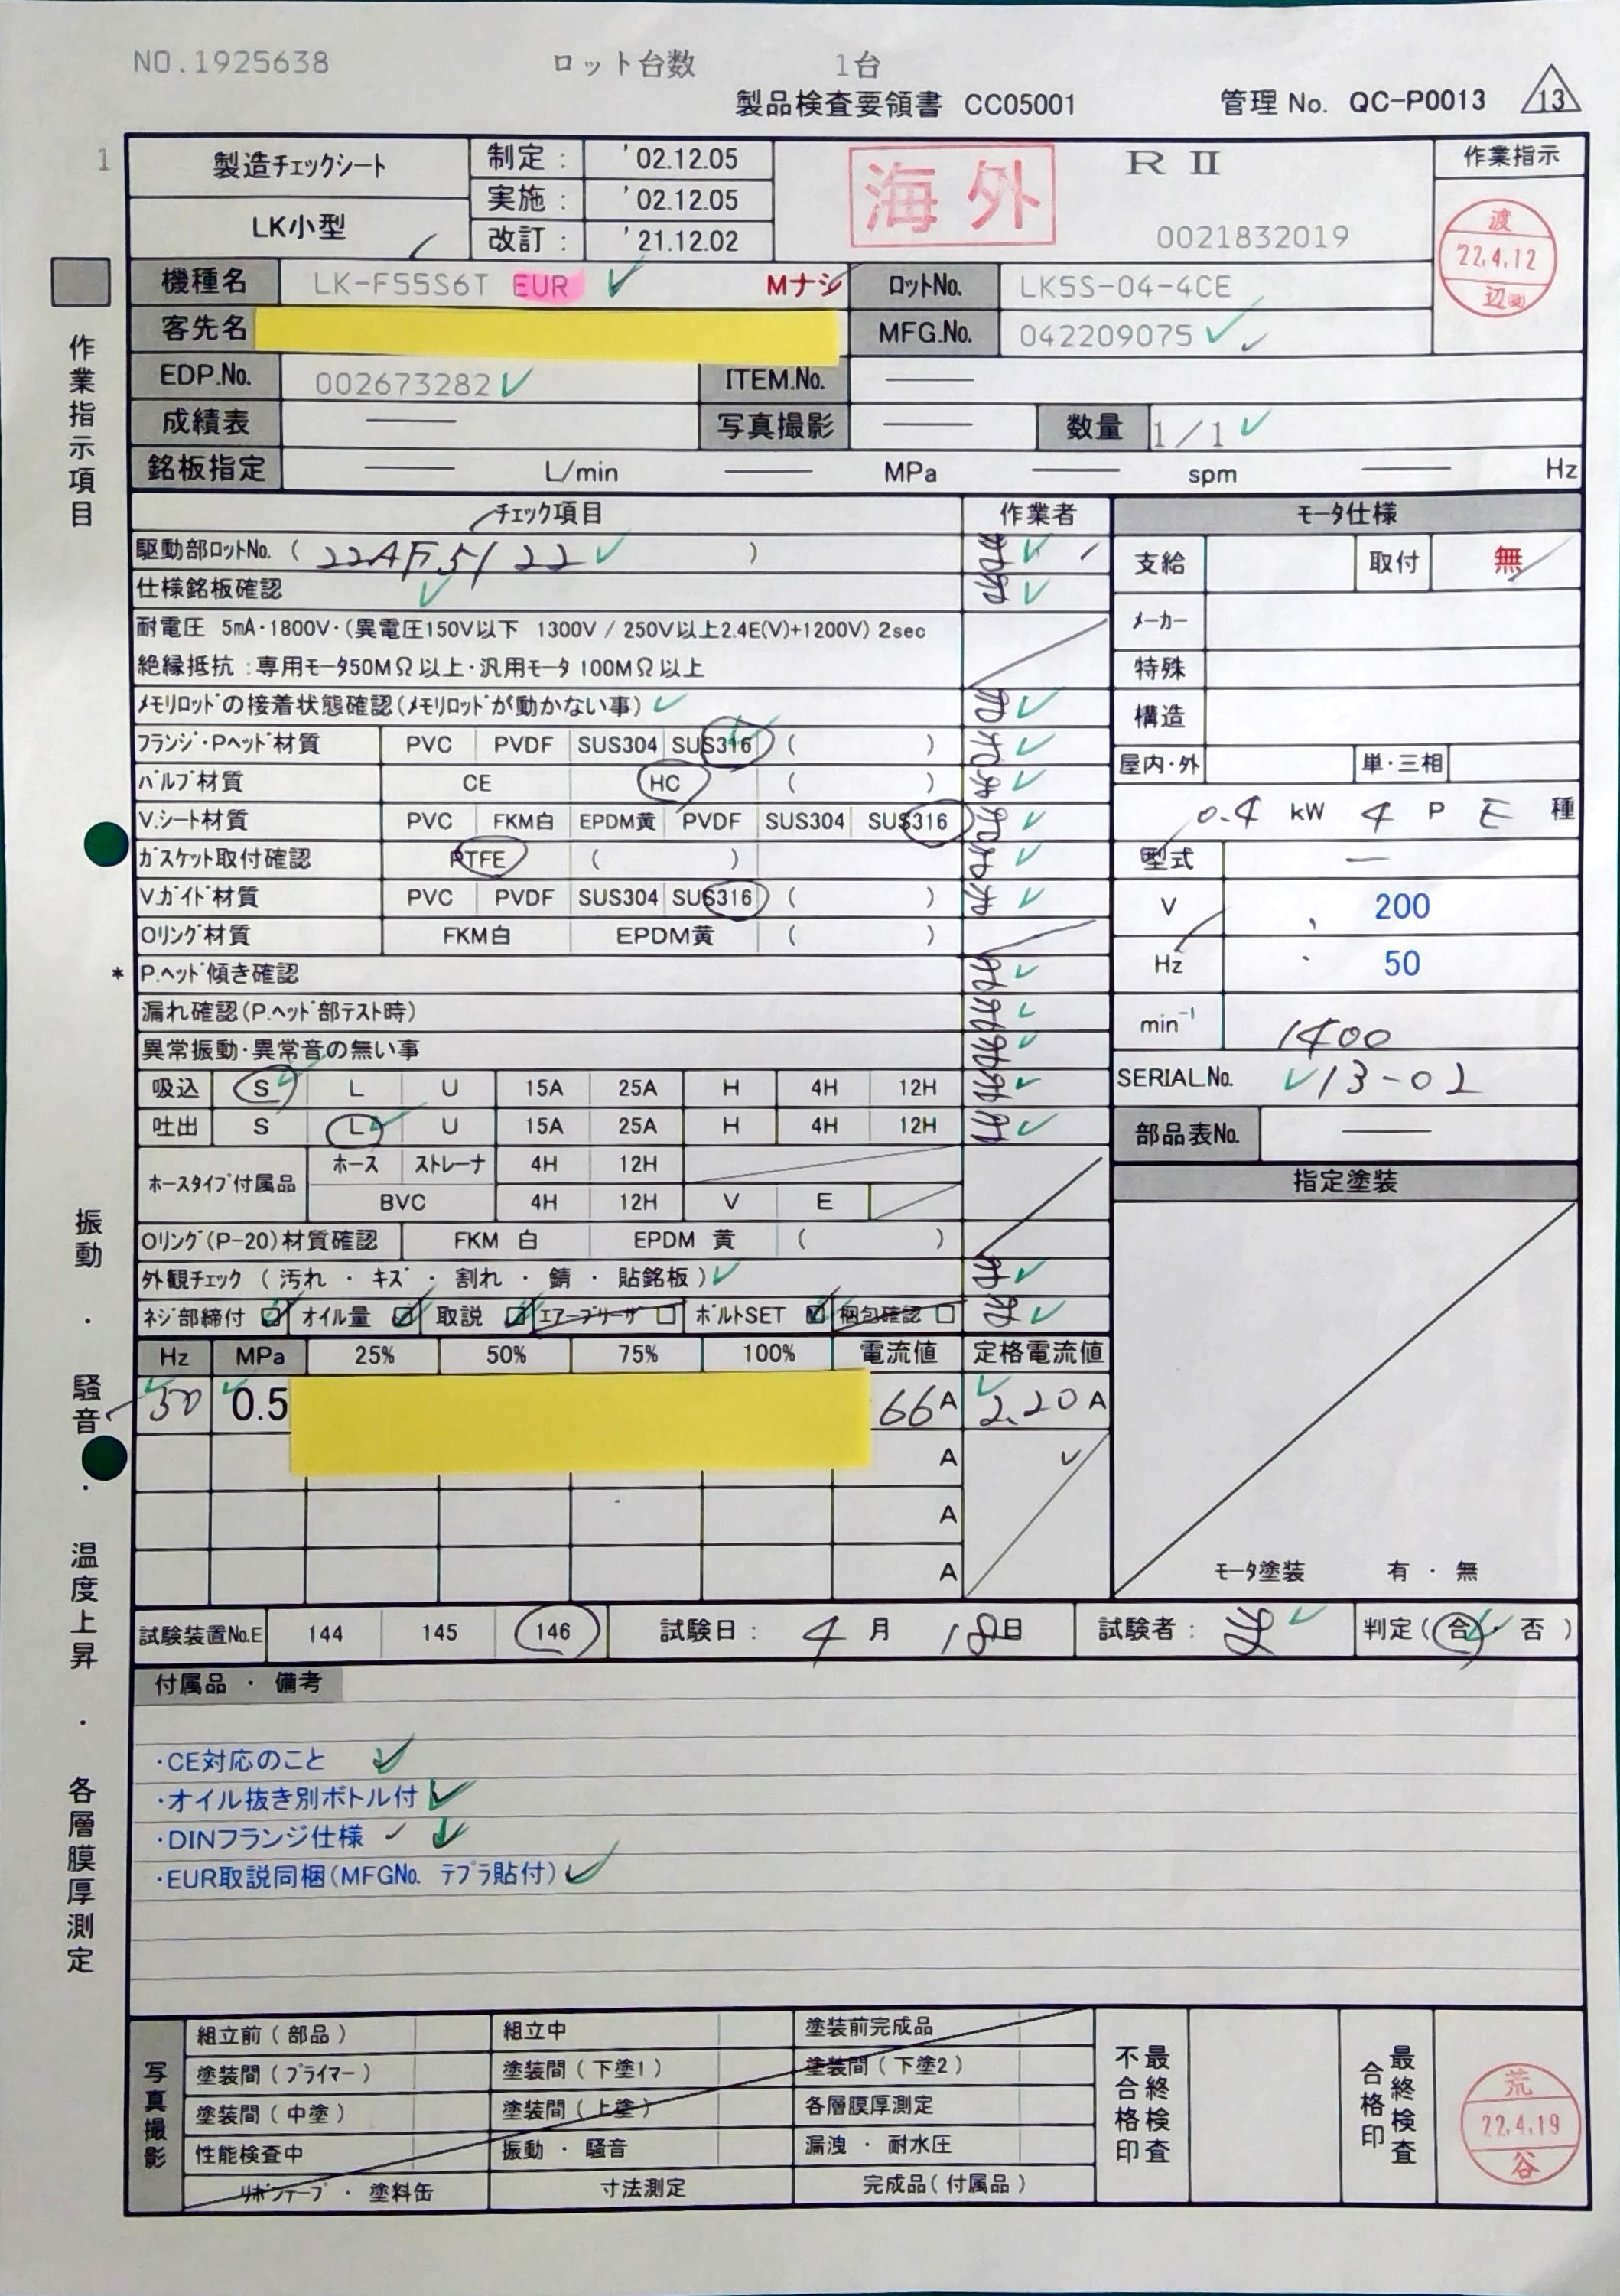 NO.1925638 ロット台数 1台
製品検査要領書 CC05001 管理 No. QC-P0013 13
1
製造チェックシート 制定： '02.12.05 海外 RⅡ 作業指示
LK小型 実施： '02.12.05
改訂： '21.12.02 0021832019
渡 22.4.12 辺
機種名 LK-F55S6T EUR Mナシ ロットNo. LK5S-04-4CE
客先名 MFG.No. 042209075
EDP.No. 002673282 ITEM.No. ―
成績表 ― 写真撮影 ― 数量 1/1
銘板指定 ― L/min ― MPa ― spm ― Hz
作業指示項目
チェック項目 作業者 モータ仕様
駆動部ロットNo. ( )
支給 取付 無
仕様銘板確認
耐電圧 5mA・1800V・(異電圧150V以下 1300V / 250V以上2.4E(V)+1200V) 2sec
メーカー
絶縁抵抗：専用モータ50MΩ以上・汎用モータ 100MΩ以上
特殊
メモリロッドの接着状態確認(メモリロッドが動かない事)
構造
フランジ・Pヘッド材質 PVC PVDF SUS304 SUS316 ( )
屋内・外 単・三相
バルブ材質 CE HC ( )
0.4 kW 4 P E 種
V.シート材質 PVC FKM白 EPDM黄 PVDF SUS304 SUS316
ガスケット取付確認 PTFE ( )
型式 ―
V.ガイド材質 PVC PVDF SUS304 SUS316 ( )
V 200
Oリング材質 FKM白 EPDM黄 ( )
Hz 50
* P.ヘッド傾き確認
漏れ確認(P.ヘッド部テスト時)
min⁻¹ 1400
異常振動・異常音の無い事
吸込 S L U 15A 25A H 4H 12H
SERIAL.No. 13-02
吐出 S L U 15A 25A H 4H 12H
部品表No. ―
ホースタイプ付属品 ホース ストレーナ 4H 12H
BVC 4H 12H V E
指定塗装
Oリング(P-20)材質確認 FKM 白 EPDM 黄 ( )
外観チェック (汚れ・キズ・割れ・錆・貼銘板)
ネジ部締付 オイル量 取説 エアーブリーザ ボルトSET 梱包確認
Hz MPa 25% 50% 75% 100% 電流値 定格電流値
50 0.5 66 A 2.20 A
A
A
A
モータ塗装 有・無
試験装置No.E 144 145 146 試験日： 4 月 18 日 試験者： 判定(合・否)
振動・騒音・温度上昇・各層膜厚測定
付属品・備考
・CE対応のこと
・オイル抜き別ボトル付
・DINフランジ仕様
・EUR取説同梱(MFGNo. テプラ貼付)
写真撮影
組立前(部品) 組立中 塗装前完成品
塗装間(プライマー) 塗装間(下塗1) 塗装間(下塗2)
塗装間(中塗) 塗装間(上塗) 各層膜厚測定
性能検査中 振動・騒音 漏洩・耐水圧
リボンテープ・塗料缶 寸法測定 完成品(付属品)
最終検査不合格印
最終検査合格印
荒 22.4.19 谷